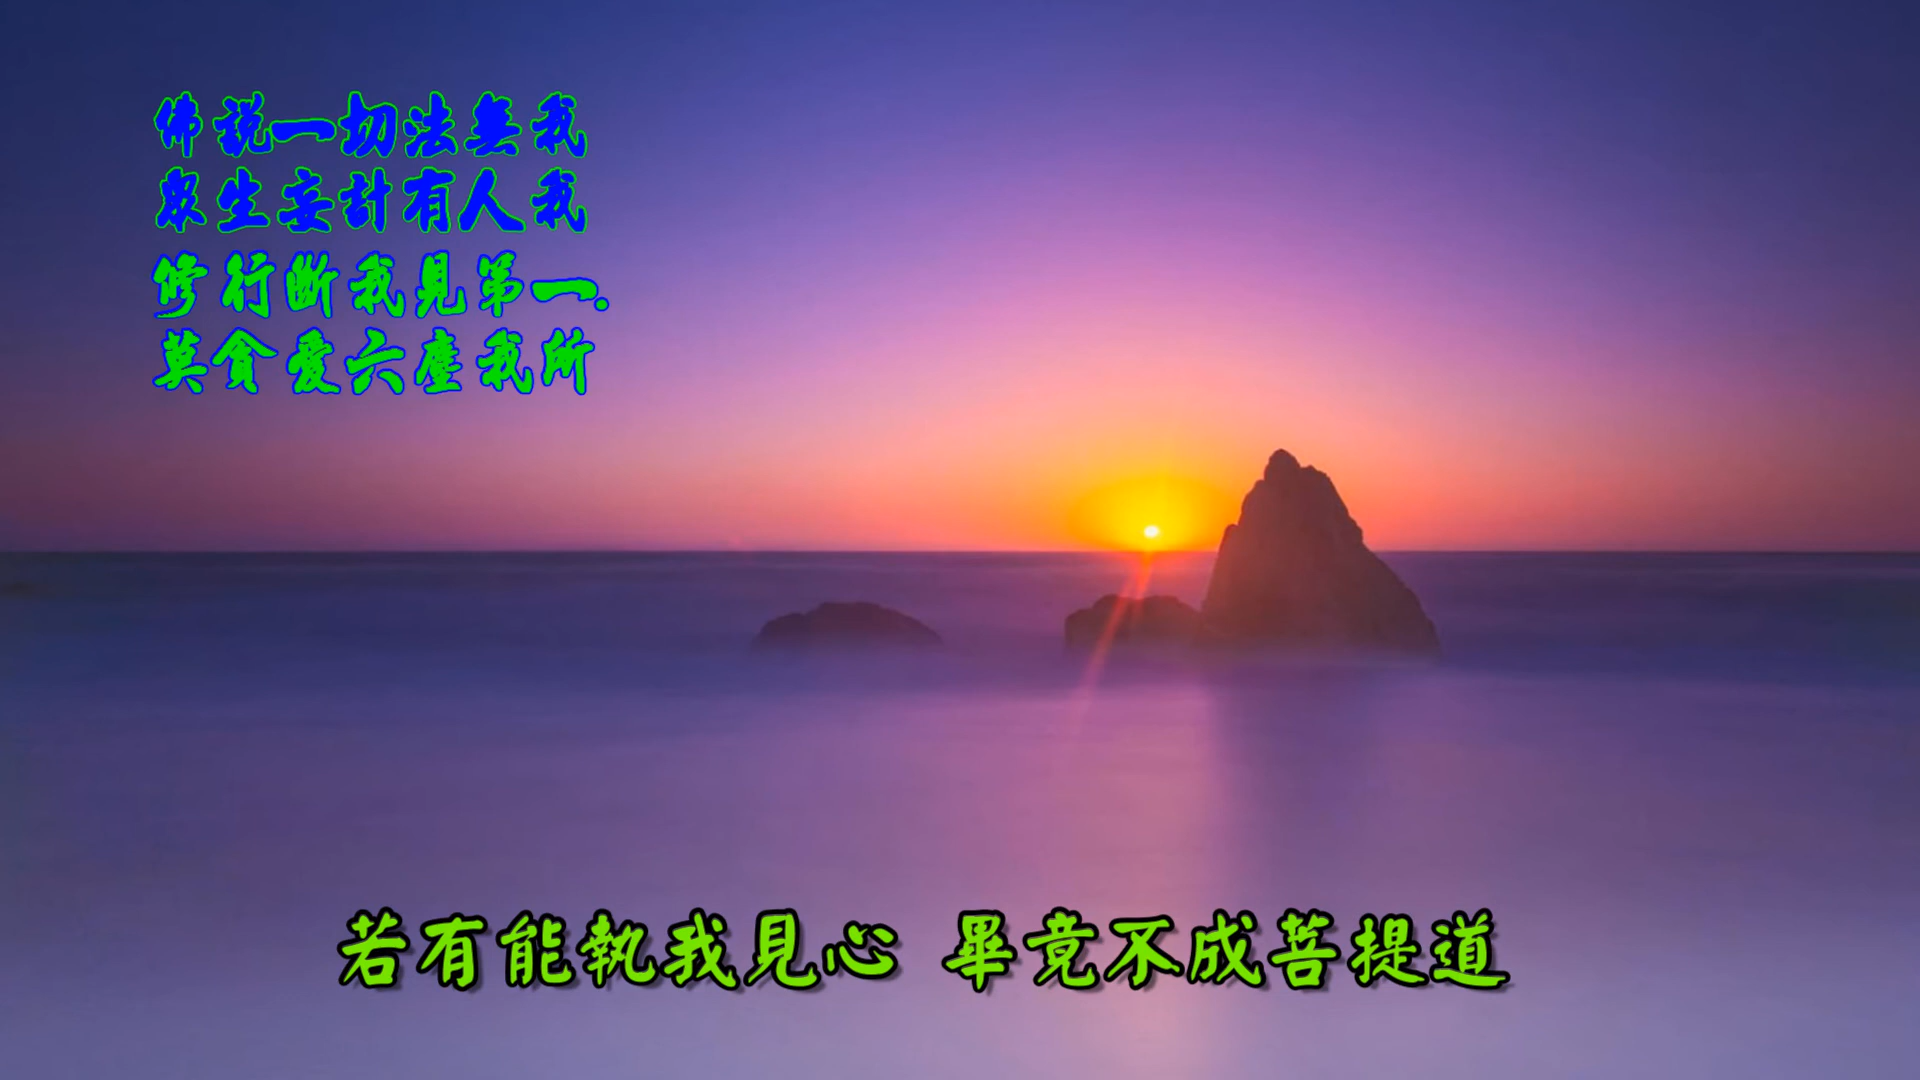 佛說一切法無我
眾生妄計有人我
修行斷我見第一.
莫貪愛六塵我所
若有能執我見心 畢竟不成菩提道